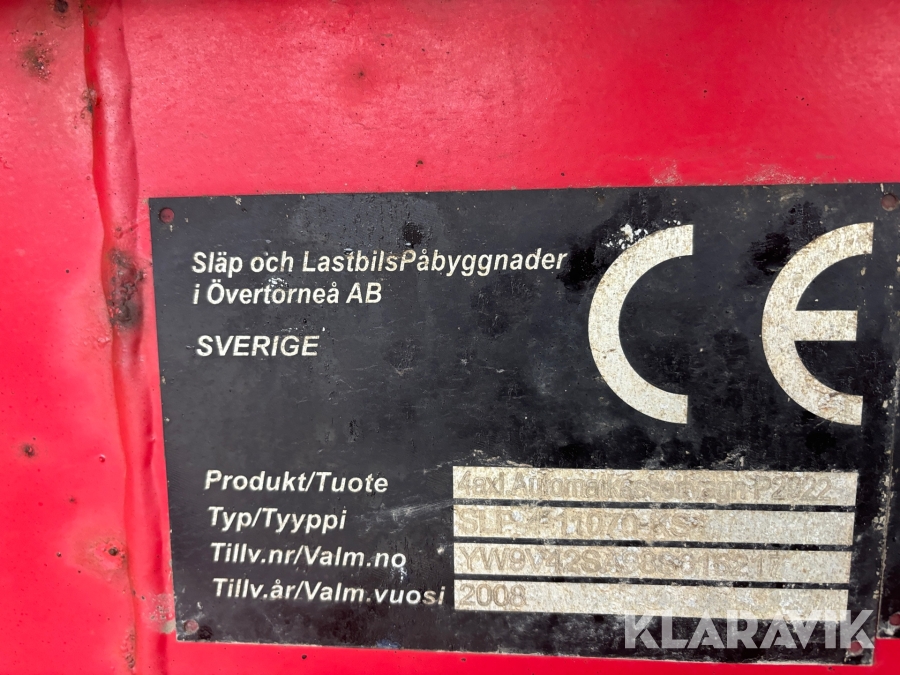 Släp och LastbilsPåbyggnader
i Övertorneå AB
SVERIGE
CE
Produkt/Tuote
Typ/Tyyppi
Tillv.nr/Valm.no
Tillv.år/Valm.vuosi 2008
KLARAVIK